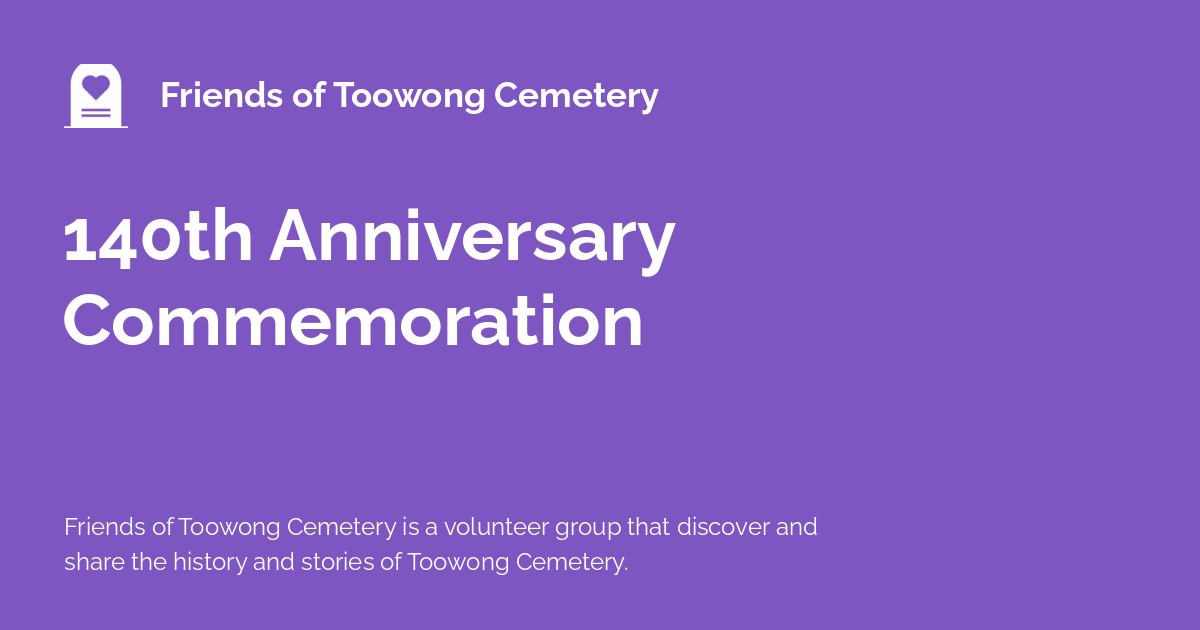 Friends of Toowong Cemetery
140th Anniversary
Commemoration
Friends of Toowong Cemetery is a volunteer group that discover and
share the history and stories of Toowong Cemetery.